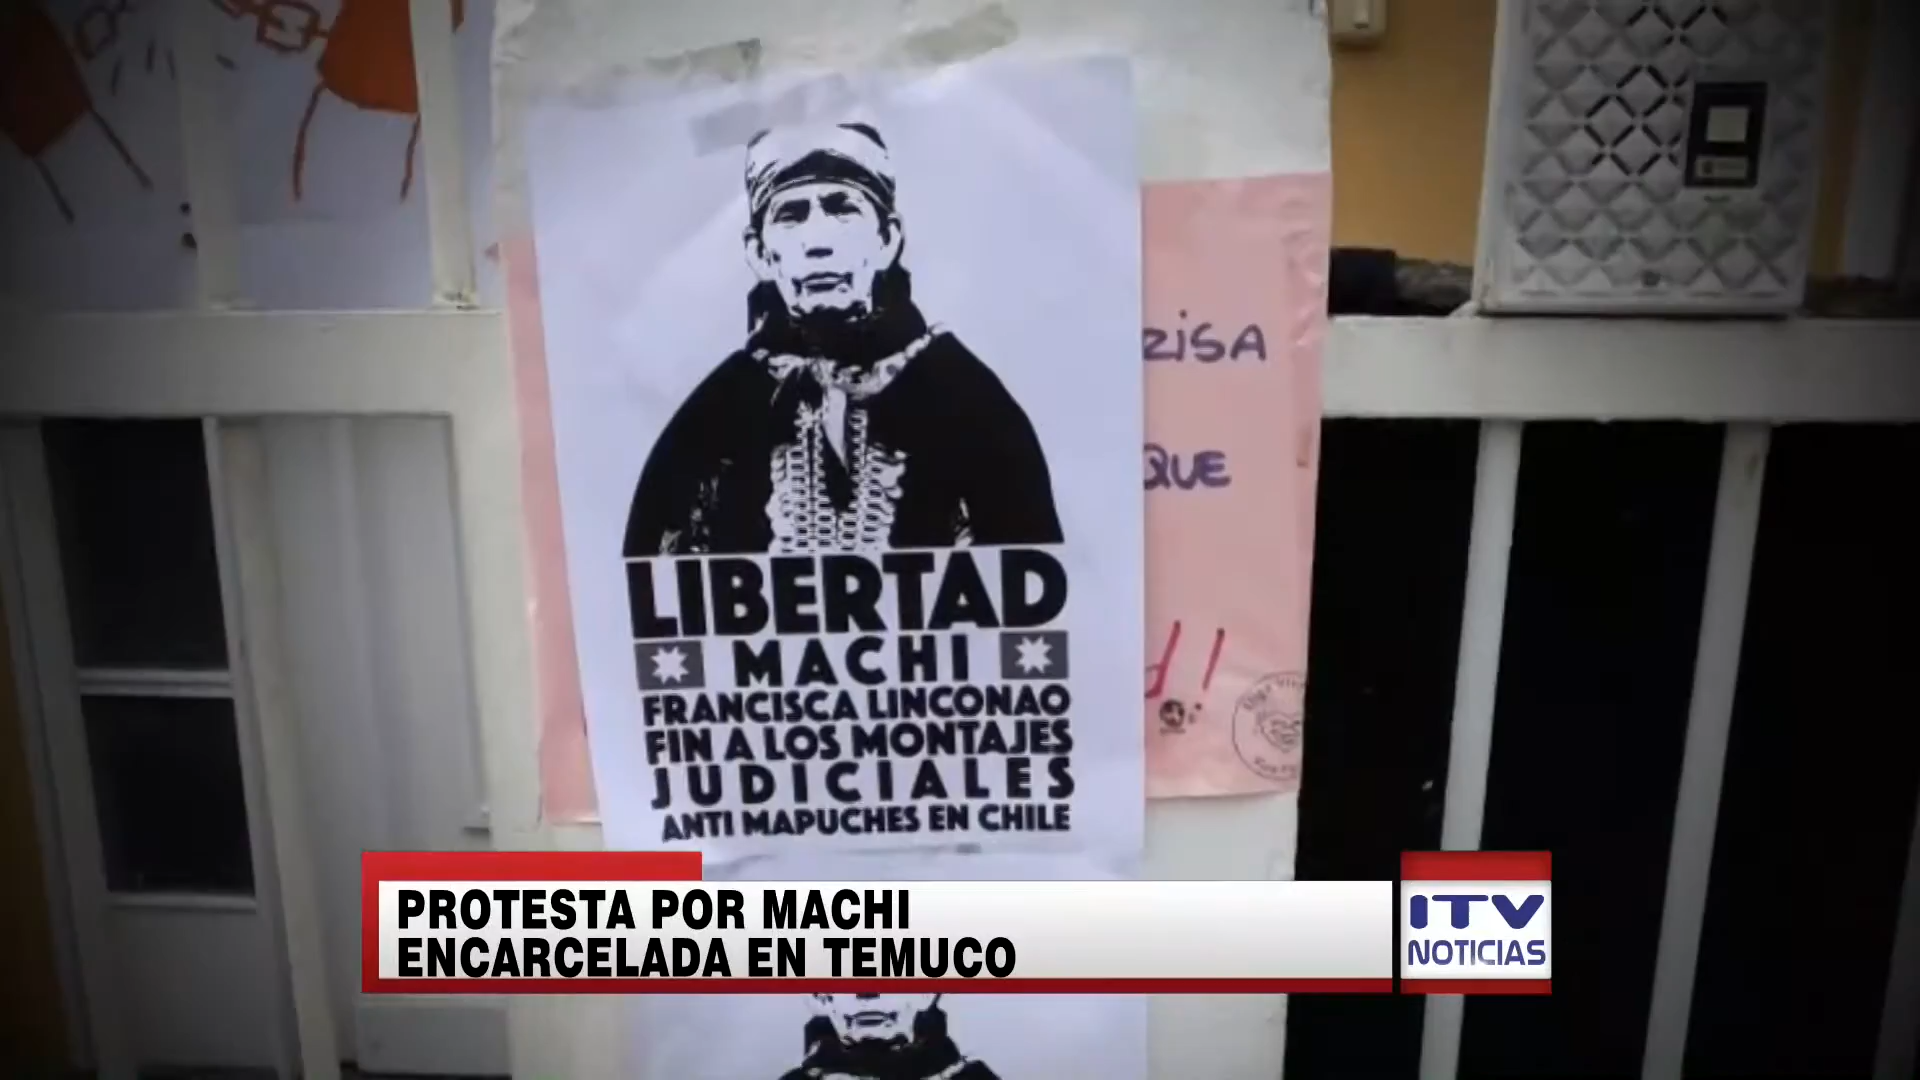 LIBERTAD
MACHI
FRANCISCA LINCONAO
FIN A LOS MONTAJES
JUDICIALES
ANTI MAPUCHES EN CHILE
QUE
PROTESTA POR MACHI
ENCARCELADA EN TEMUCO
ITV
NOTICIAS